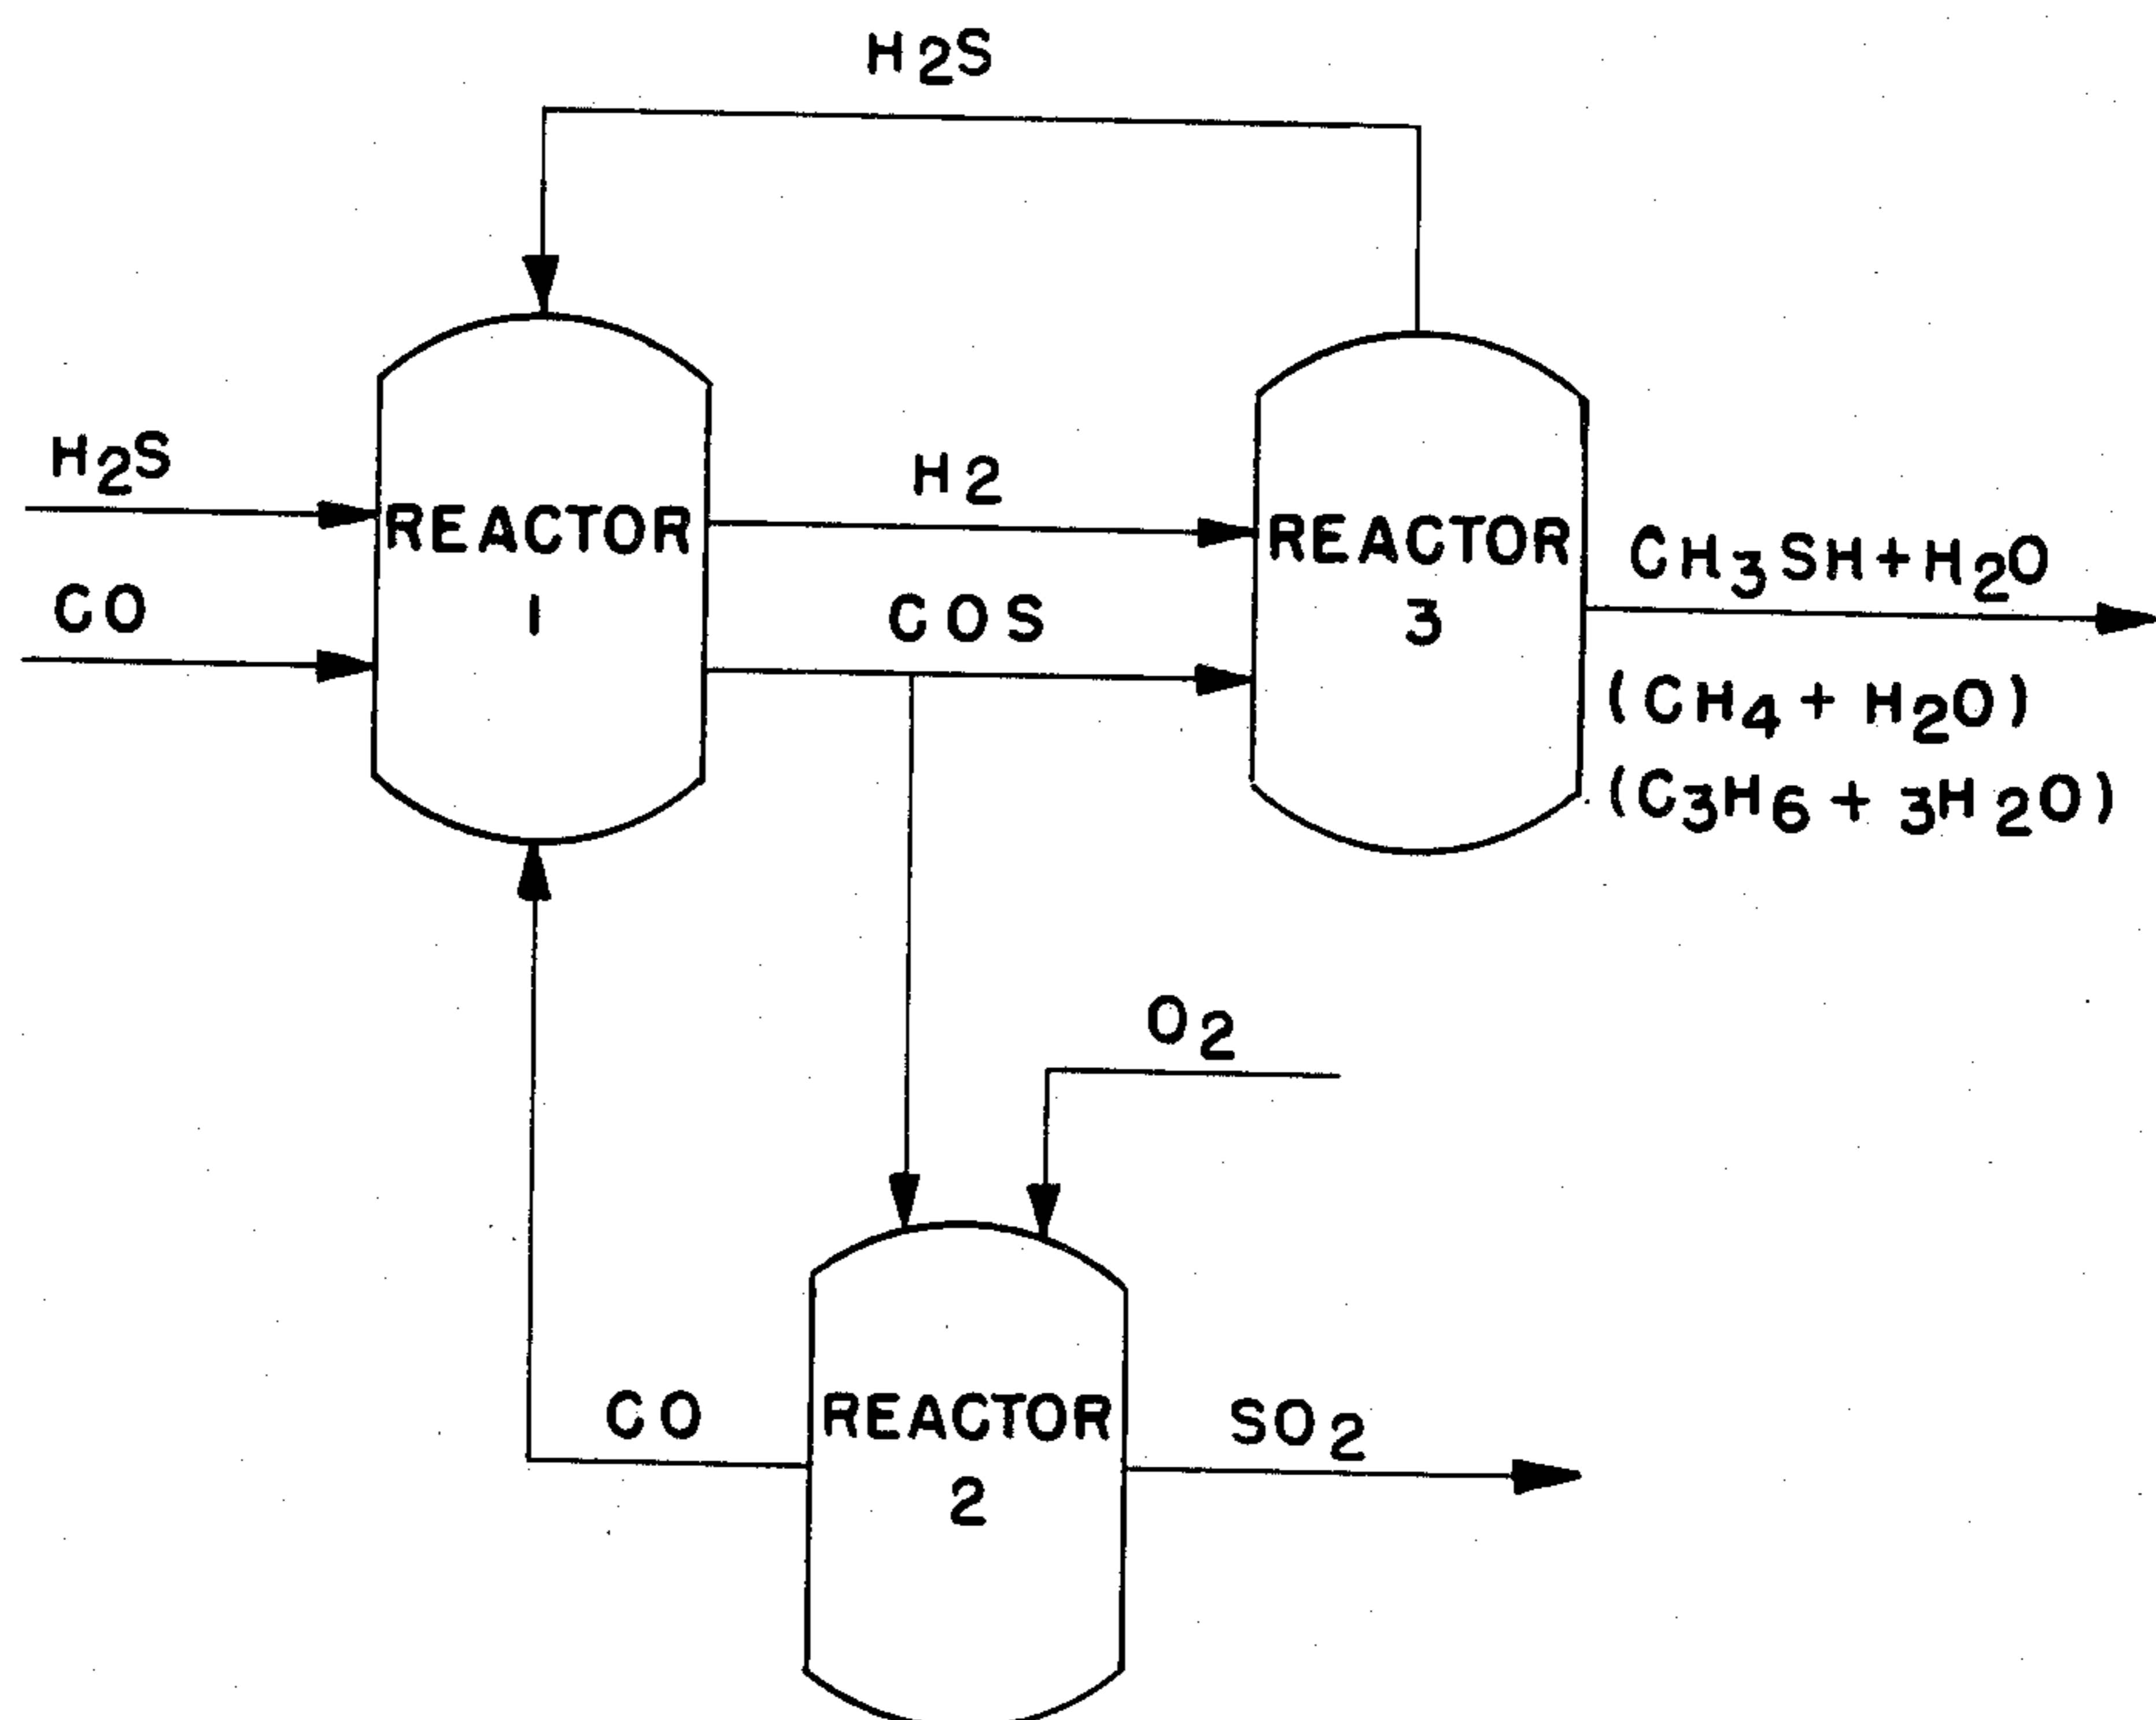 H2S
H2S
CO
REACTOR
1
H2
COS
REACTOR
3
CH3SH+H2O
(CH4 + H2O)
(C3H6 + 3H2O)
O2
CO
REACTOR
2
SO2